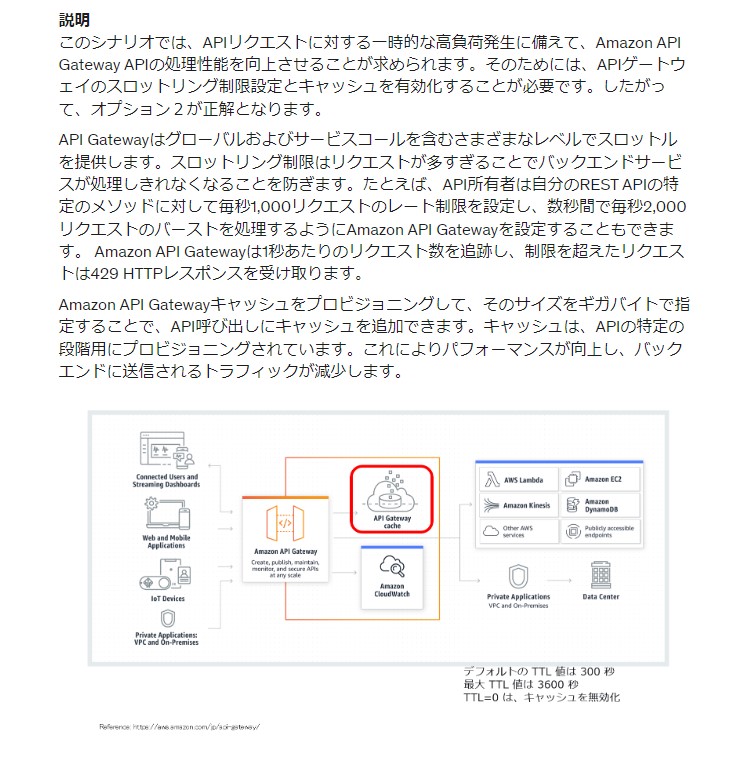 説明
このシナリオでは、APIリクエストに対する一時的な高負荷発生に備えて、Amazon API
Gateway APIの処理性能を向上させることが求められます。そのためには、APIゲートウ
ェイのスロットリング制限設定とキャッシュを有効化することが必要です。したがっ
て、オプション２が正解となります。
API Gatewayはグローバルおよびサービスコールを含むさまざまなレベルでスロットル
を提供します。スロットリング制限はリクエストが多すぎることでバックエンドサービ
スが処理しきれなくなることを防ぎます。たとえば、API所有者は自分のREST APIの特
定のメソッドに対して毎秒1,000リクエストのレート制限を設定し、数秒間で毎秒2,000
リクエストのバーストを処理するようにAmazon API Gatewayを設定することもできま
す。 Amazon API Gatewayは1秒あたりのリクエスト数を追跡し、制限を超えたリクエス
トは429 HTTPレスポンスを受け取ります。
Amazon API Gatewayキャッシュをプロビジョニングして、そのサイズをギガバイトで指
定することで、API呼び出しにキャッシュを追加できます。キャッシュは、APIの特定の
段階用にプロビジョニングされています。これによりパフォーマンスが向上し、バック
エンドに送信されるトラフィックが減少します。
Connected Users and
Streaming Dashboards
Web and Mobile
Applications
IoT Devices
Private Applications:
VPC and On-Premises
Amazon API Gateway
Create, publish, maintain,
monitor, and secure APIs
at any scale
API Gateway
cache
Amazon
CloudWatch
AWS Lambda
Amazon EC2
Amazon Kinesis
Amazon
DynamoDB
Other AWS
services
Publicly accessible
endpoints
Private Applications
VPC and On-Premises
Data Center
デフォルトの TTL 値は 300 秒
最大 TTL 値は 3600 秒
TTL=0 は、キャッシュを無効化
Reference: https://aws.amazon.com/jp/api-gateway/